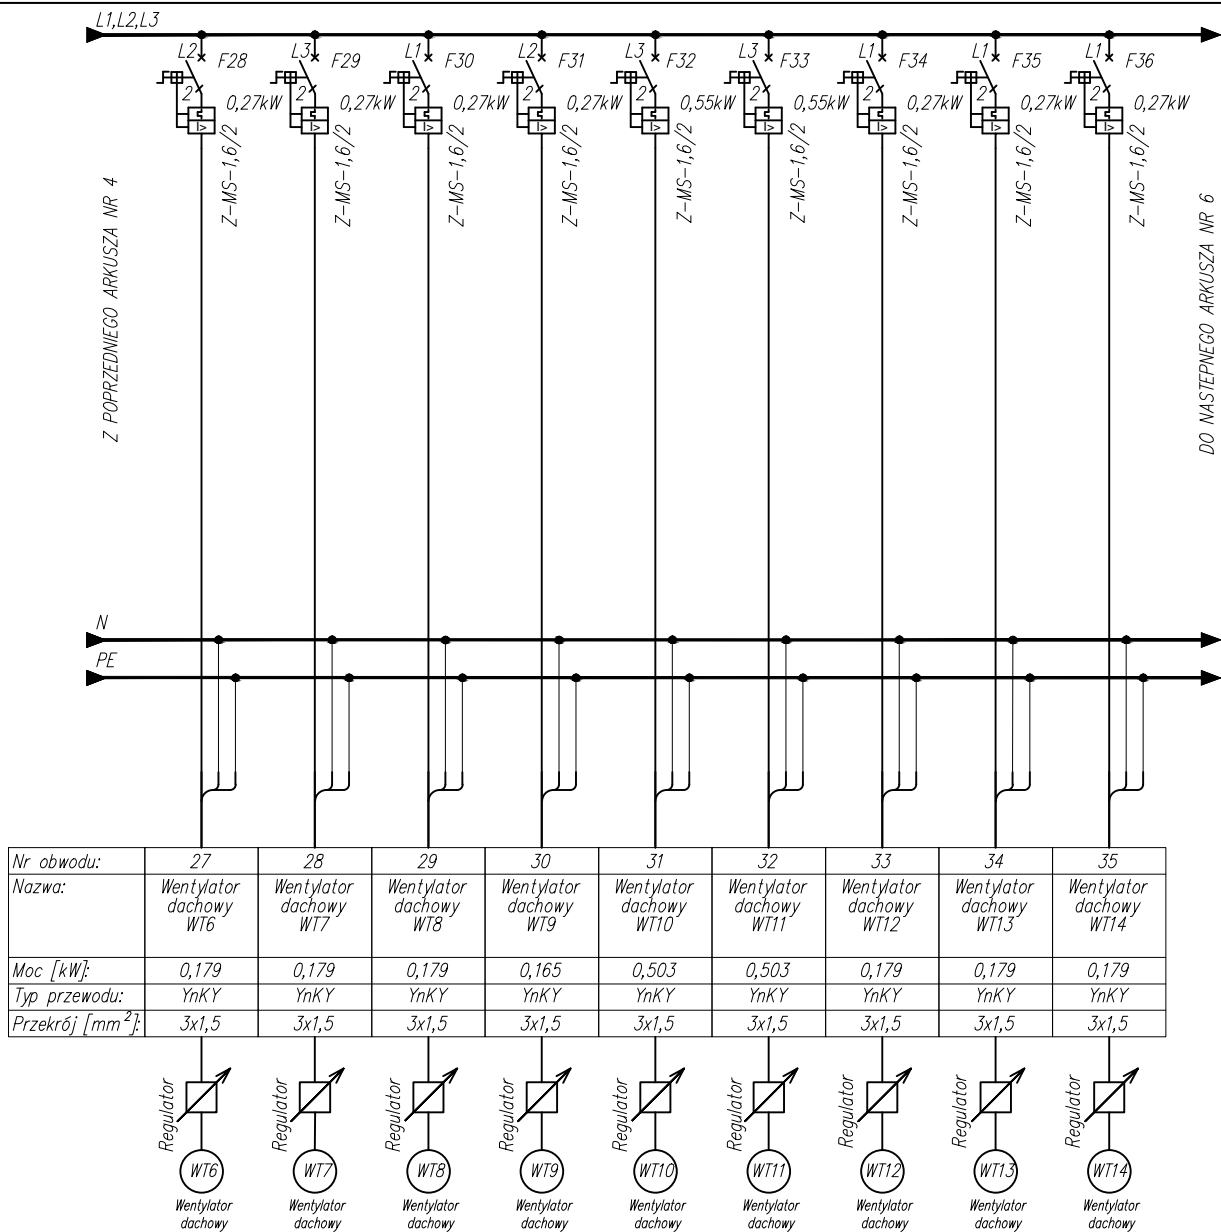 L1,L2,L3
L2 F28 L3 F29 L1 F30 L2 F31 L3 F32 L3 F33 L1 F34 L1 F35 L1 F36
2 2 2 2 2 2 2 2 2
0,27kW 0,27kW 0,27kW 0,27kW 0,55kW 0,55kW 0,27kW 0,27kW 0,27kW
I> I> I> I> I> I> I> I> I>
Z-MS-1,6/2 Z-MS-1,6/2 Z-MS-1,6/2 Z-MS-1,6/2 Z-MS-1,6/2 Z-MS-1,6/2 Z-MS-1,6/2 Z-MS-1,6/2 Z-MS-1,6/2
Z POPRZEDNIEGO ARKUSZA NR 4
DO NASTEPNEGO ARKUSZA NR 6
N
PE
Nr obwodu: 27 28 29 30 31 32 33 34 35
Nazwa: Wentylator Wentylator Wentylator Wentylator Wentylator Wentylator Wentylator Wentylator Wentylator
dachowy dachowy dachowy dachowy dachowy dachowy dachowy dachowy dachowy
WT6 WT7 WT8 WT9 WT10 WT11 WT12 WT13 WT14
Moc [kW]: 0,179 0,179 0,179 0,165 0,503 0,503 0,179 0,179 0,179
Typ przewodu: YnKY YnKY YnKY YnKY YnKY YnKY YnKY YnKY YnKY
Przekrój [mm²]: 3x1,5 3x1,5 3x1,5 3x1,5 3x1,5 3x1,5 3x1,5 3x1,5 3x1,5
Regulator Regulator Regulator Regulator Regulator Regulator Regulator Regulator Regulator
WT6 WT7 WT8 WT9 WT10 WT11 WT12 WT13 WT14
Wentylator Wentylator Wentylator Wentylator Wentylator Wentylator Wentylator Wentylator Wentylator
dachowy dachowy dachowy dachowy dachowy dachowy dachowy dachowy dachowy